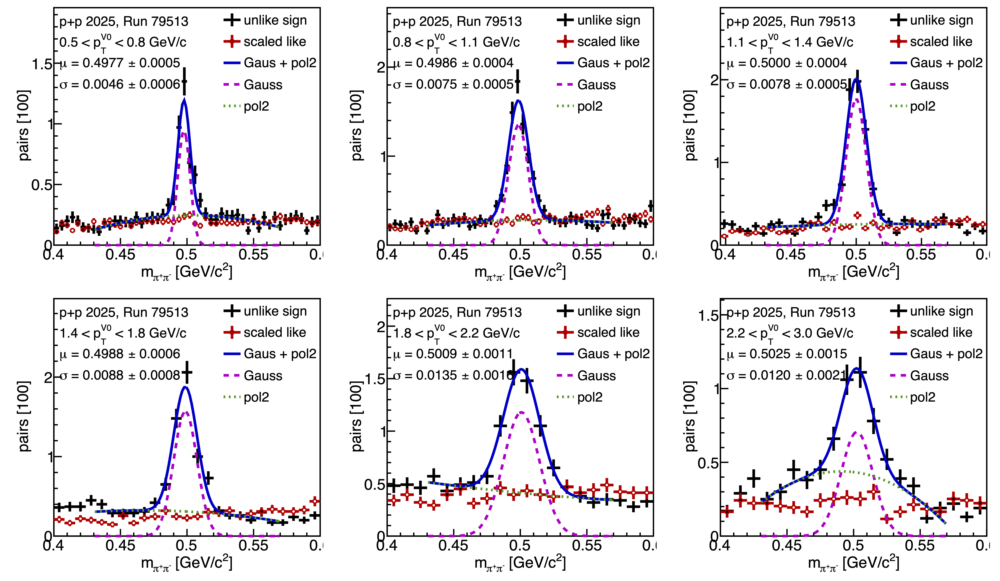 p+p 2025, Run 79513
0.5 < p_T^V0 < 0.8 GeV/c
μ = 0.4977 ± 0.0005
σ = 0.0046 ± 0.0006
unlike sign
scaled like
Gaus + pol2
Gauss
pol2
pairs [100]
1.5
1
0.5
0
0.4 0.45 0.5 0.55
m_π⁺π⁻ [GeV/c²]
p+p 2025, Run 79513
0.8 < p_T^V0 < 1.1 GeV/c
μ = 0.4986 ± 0.0004
σ = 0.0075 ± 0.0005
unlike sign
scaled like
Gaus + pol2
Gauss
pol2
pairs [100]
2
1
0
0.4 0.45 0.5 0.55
m_π⁺π⁻ [GeV/c²]
p+p 2025, Run 79513
1.1 < p_T^V0 < 1.4 GeV/c
μ = 0.5000 ± 0.0004
σ = 0.0078 ± 0.0005
unlike sign
scaled like
Gaus + pol2
Gauss
pol2
pairs [100]
2
1
0
0.4 0.45 0.5 0.55
m_π⁺π⁻ [GeV/c²]
p+p 2025, Run 79513
1.4 < p_T^V0 < 1.8 GeV/c
μ = 0.4988 ± 0.0006
σ = 0.0088 ± 0.0008
unlike sign
scaled like
Gaus + pol2
Gauss
pol2
pairs [100]
2
1
0
0.4 0.45 0.5 0.55
m_π⁺π⁻ [GeV/c²]
p+p 2025, Run 79513
1.8 < p_T^V0 < 2.2 GeV/c
μ = 0.5009 ± 0.0011
σ = 0.0135 ± 0.0016
unlike sign
scaled like
Gaus + pol2
Gauss
pol2
pairs [100]
2
1.5
1
0.5
0
0.4 0.45 0.5 0.55
m_π⁺π⁻ [GeV/c²]
p+p 2025, Run 79513
2.2 < p_T^V0 < 3.0 GeV/c
μ = 0.5025 ± 0.0015
σ = 0.0120 ± 0.0021
unlike sign
scaled like
Gaus + pol2
Gauss
pol2
pairs [100]
1.5
1
0.5
0
0.4 0.45 0.5 0.55
m_π⁺π⁻ [GeV/c²]